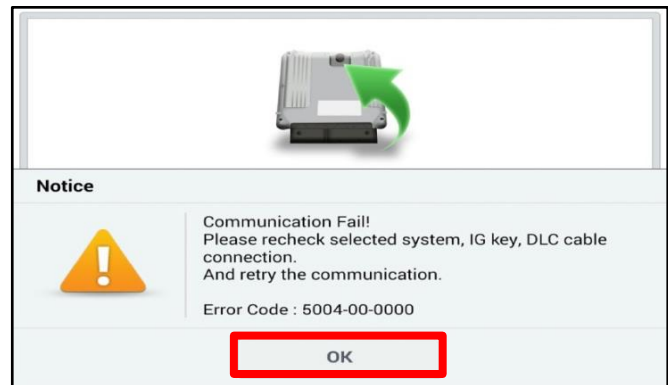 Notice
Communication Fail!
Please recheck selected system, IG key, DLC cable
connection.
And retry the communication.
Error Code : 5004-00-0000
OK